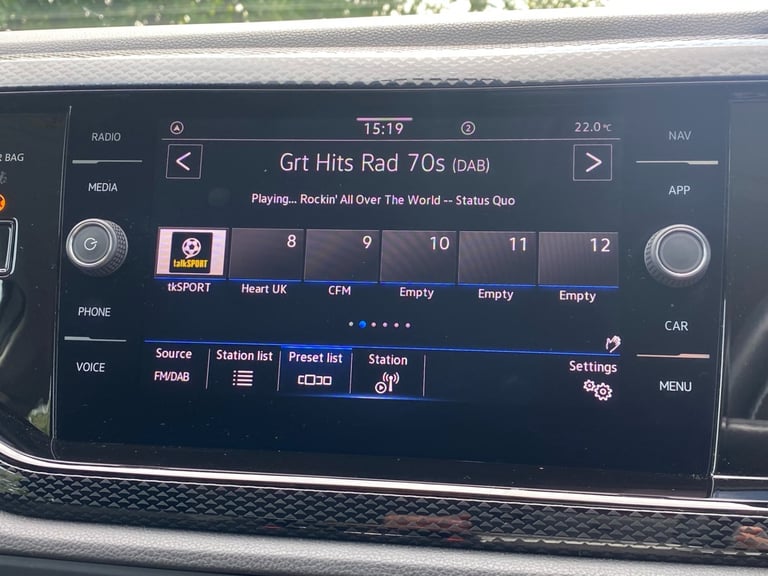 R BAG
RADIO
MEDIA
PHONE
VOICE
15:19
2
22.0°C
<
Grt Hits Rad 70s (DAB)
>
Playing... Rockin' All Over The World -- Status Quo
talkSPORT
8
9
10
11
12
tkSPORT
Heart UK
CFM
Empty
Empty
Empty
Source
FM/DAB
Station list
Preset list
Station
Settings
NAV
APP
CAR
MENU